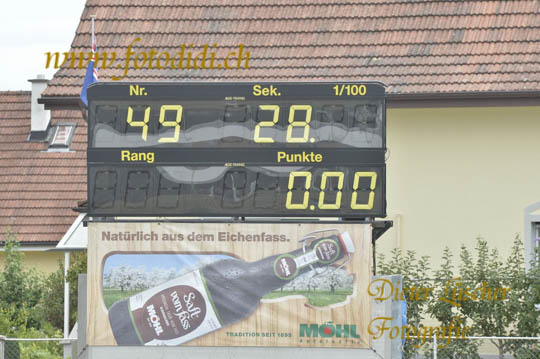 www.fotodidi.ch
Nr. Sek. 1/100
49 28.
Rang Punkte
0.00
Natürlich aus dem Eichenfass.
Saft
vom Fass
MÖHL
TRADITION SEIT 1895
MÖHL
Dieter Lüscher
Fotografie